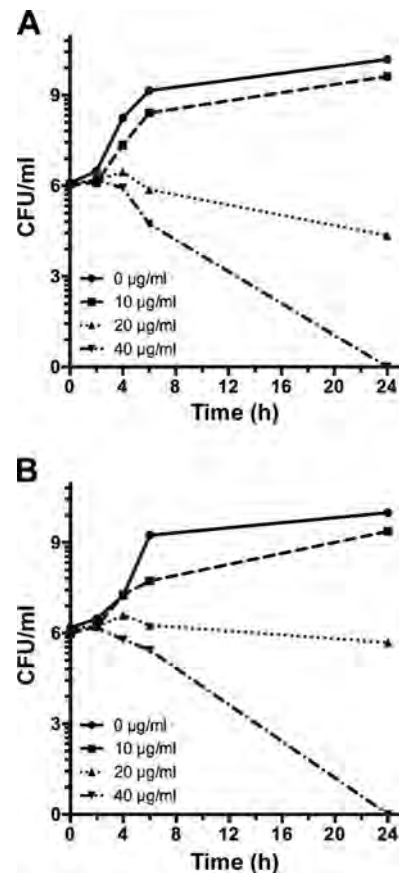 A
9
6
3
0
CFU/ml
0 µg/ml
10 µg/ml
20 µg/ml
40 µg/ml
0 4 8 12 16 20 24
Time (h)
B
9
6
3
0
CFU/ml
0 µg/ml
10 µg/ml
20 µg/ml
40 µg/ml
0 4 8 12 16 20 24
Time (h)